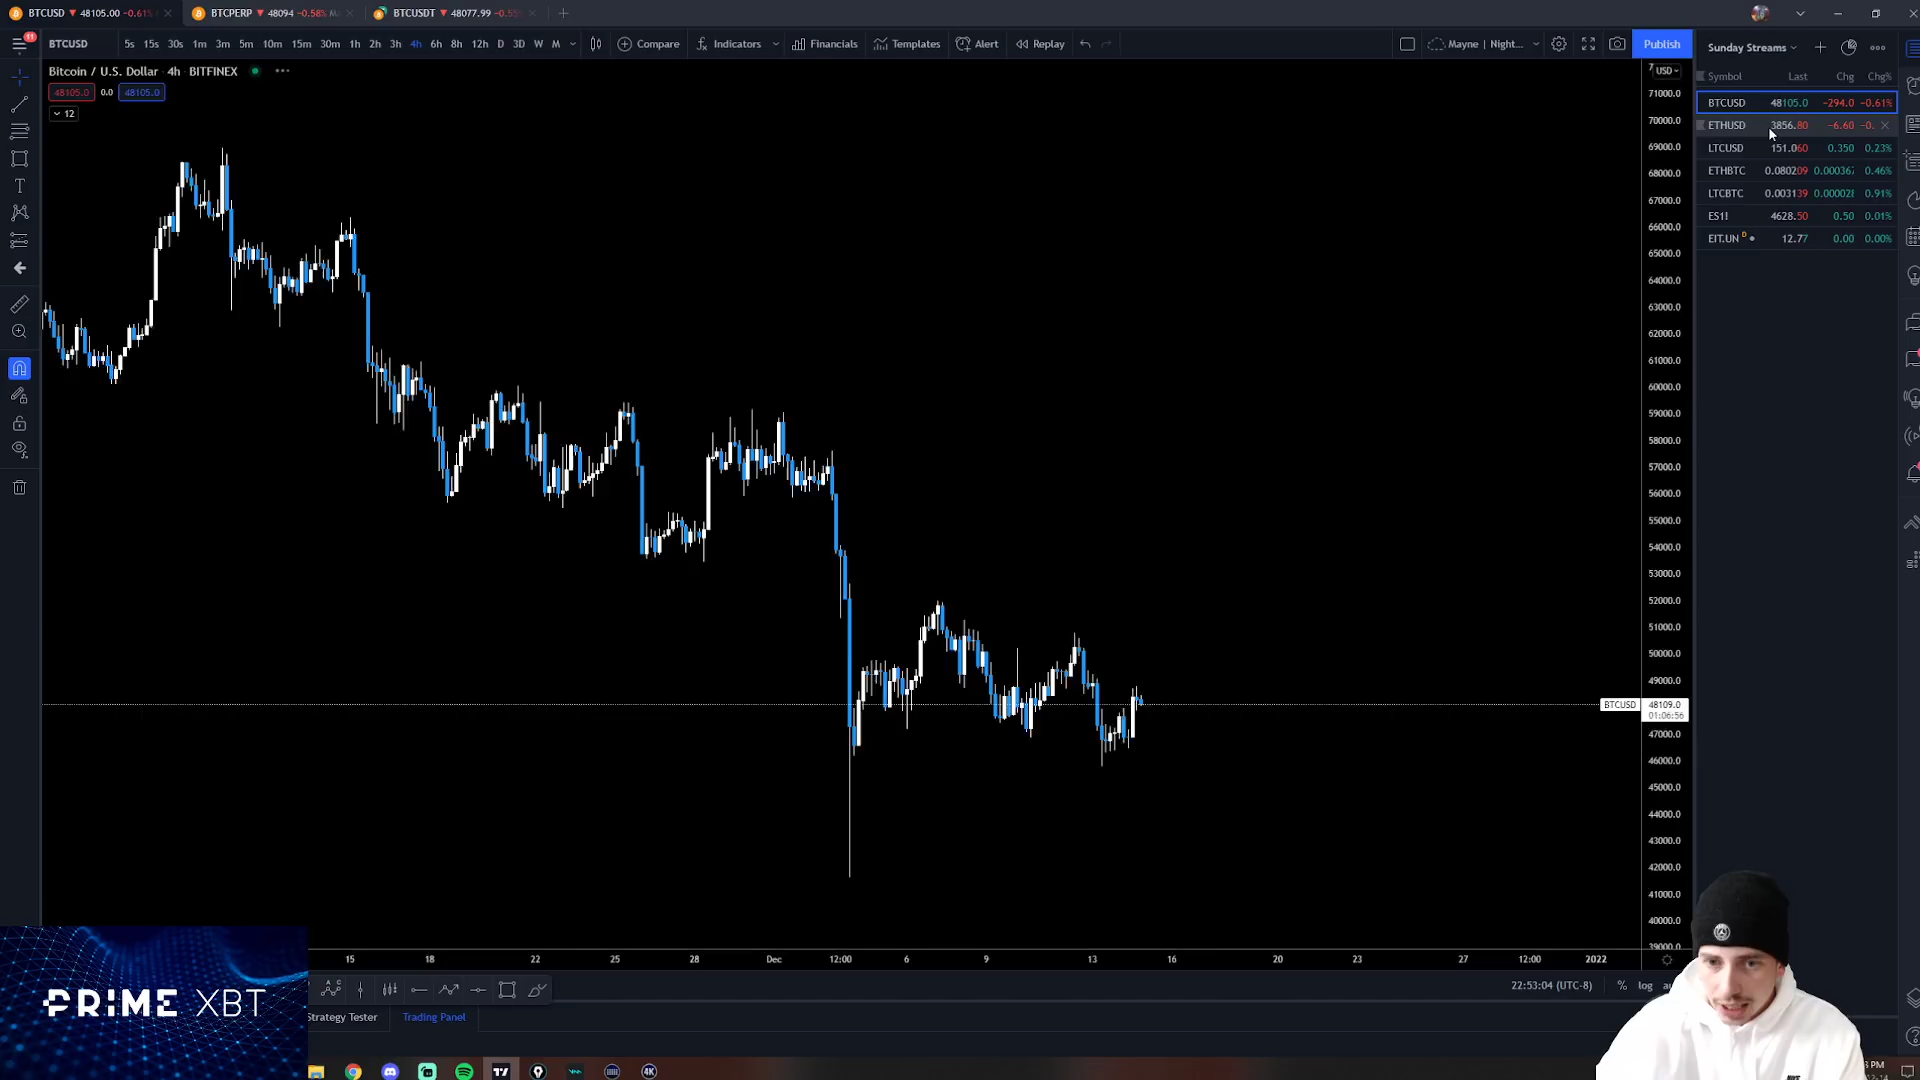 BTCUSD 48105.00 −0.61%
BTCPERP 48094 −0.58%
BTCUSDT 48077.99 −0.58%
11
BTCUSD 5s 15s 30s 1m 3m 5m 10m 15m 30m 1h 2h 3h 4h 6h 8h 12h D 3D W M Compare Indicators Financials Templates Alert Replay Mayne | Night... Publish
Sunday Streams
Bitcoin / U.S. Dollar · 4h · BITFINEX
48105.0 0.0 48105.0
12
USD
Symbol Last Chg Chg%
BTCUSD 48105.0 −294.0 −0.61%
ETHUSD 3856.80 −6.60 −0.
LTCUSD 151.060 0.350 0.23%
ETHBTC 0.080209 0.46%
LTCBTC 0.003139 0.91%
ES1! 4628.50 0.50 0.01%
EIT.UN D 12.77 0.00 0.00%
71000.0
70000.0
69000.0
68000.0
67000.0
66000.0
65000.0
64000.0
63000.0
62000.0
61000.0
60000.0
59000.0
58000.0
57000.0
56000.0
55000.0
54000.0
53000.0
52000.0
51000.0
50000.0
49000.0
BTCUSD 48109.0
01:06:56
47000.0
46000.0
45000.0
44000.0
43000.0
42000.0
41000.0
40000.0
39000.0
15 18 22 25 28 Dec 12:00 6 9 13 16 20 23 27 12:00 2022
22:53:04 (UTC-8) % log
Strategy Tester Trading Panel
PRIME XBT
4K